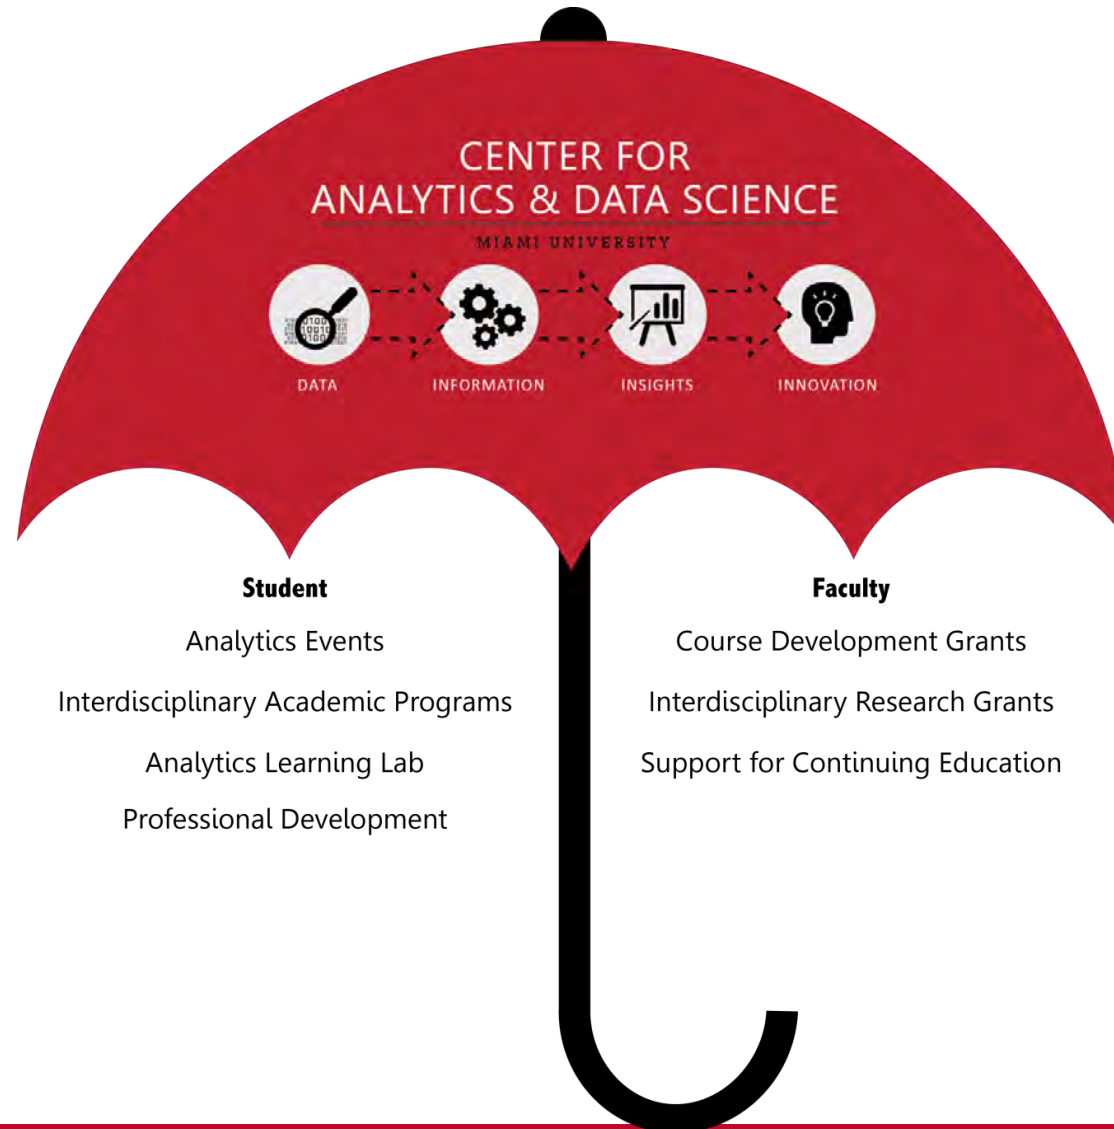 CENTER FOR
ANALYTICS & DATA SCIENCE
MIAMI UNIVERSITY
DATA
INFORMATION
INSIGHTS
INNOVATION
Student
Analytics Events
Interdisciplinary Academic Programs
Analytics Learning Lab
Professional Development
Faculty
Course Development Grants
Interdisciplinary Research Grants
Support for Continuing Education